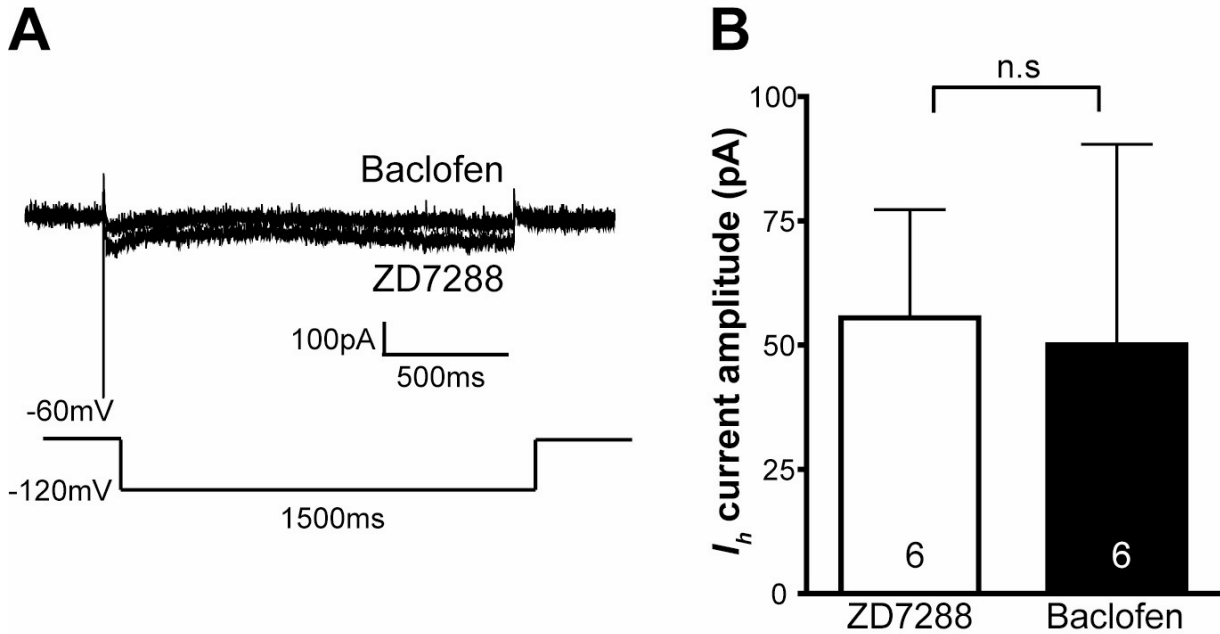 A
Baclofen
ZD7288
100pA
500ms
-60mV
-120mV
1500ms
B
n.s
I_h current amplitude (pA)
100
75
50
25
0
6
6
ZD7288
Baclofen